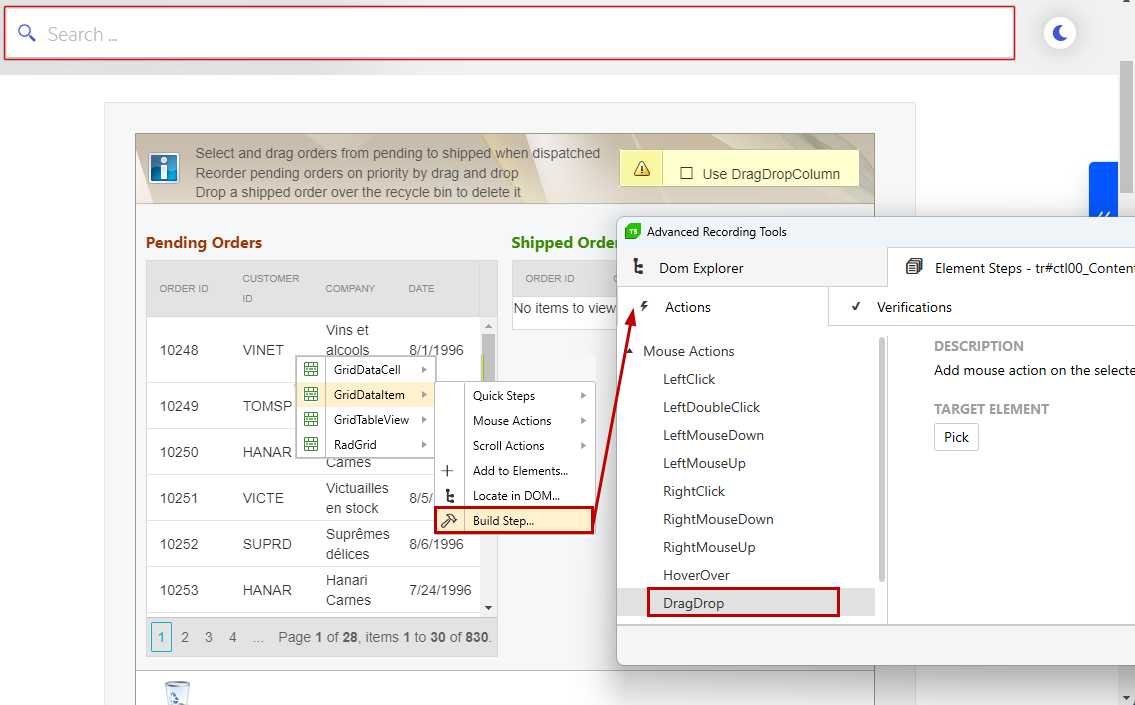 Search ...
Select and drag orders from pending to shipped when dispatched
Reorder pending orders on priority by drag and drop
Drop a shipped order over the recycle bin to delete it
Use DragDropColumn
Pending Orders
ORDER ID
CUSTOMER
ID
COMPANY
DATE
10248
VINET
Vins et
alcools
8/1/1996
10249
TOMSP
10250
HANAR
Carnes
10251
VICTE
Victuailles
en stock
8/5/
10252
SUPRD
Suprêmes
délices
8/6/1996
10253
HANAR
Hanari
Carnes
7/24/1996
1 2 3 4 ... Page 1 of 28, items 1 to 30 of 830.
Shipped Order
ORDER ID
No items to view
GridDataCell
GridDataItem
GridTableView
RadGrid
Quick Steps
Mouse Actions
Scroll Actions
Add to Elements...
Locate in DOM...
Build Step...
TS Advanced Recording Tools
Dom Explorer
Element Steps - tr#ctl00_Content
Actions
Verifications
Mouse Actions
LeftClick
LeftDoubleClick
LeftMouseDown
LeftMouseUp
RightClick
RightMouseDown
RightMouseUp
HoverOver
DragDrop
DESCRIPTION
Add mouse action on the selecte
TARGET ELEMENT
Pick